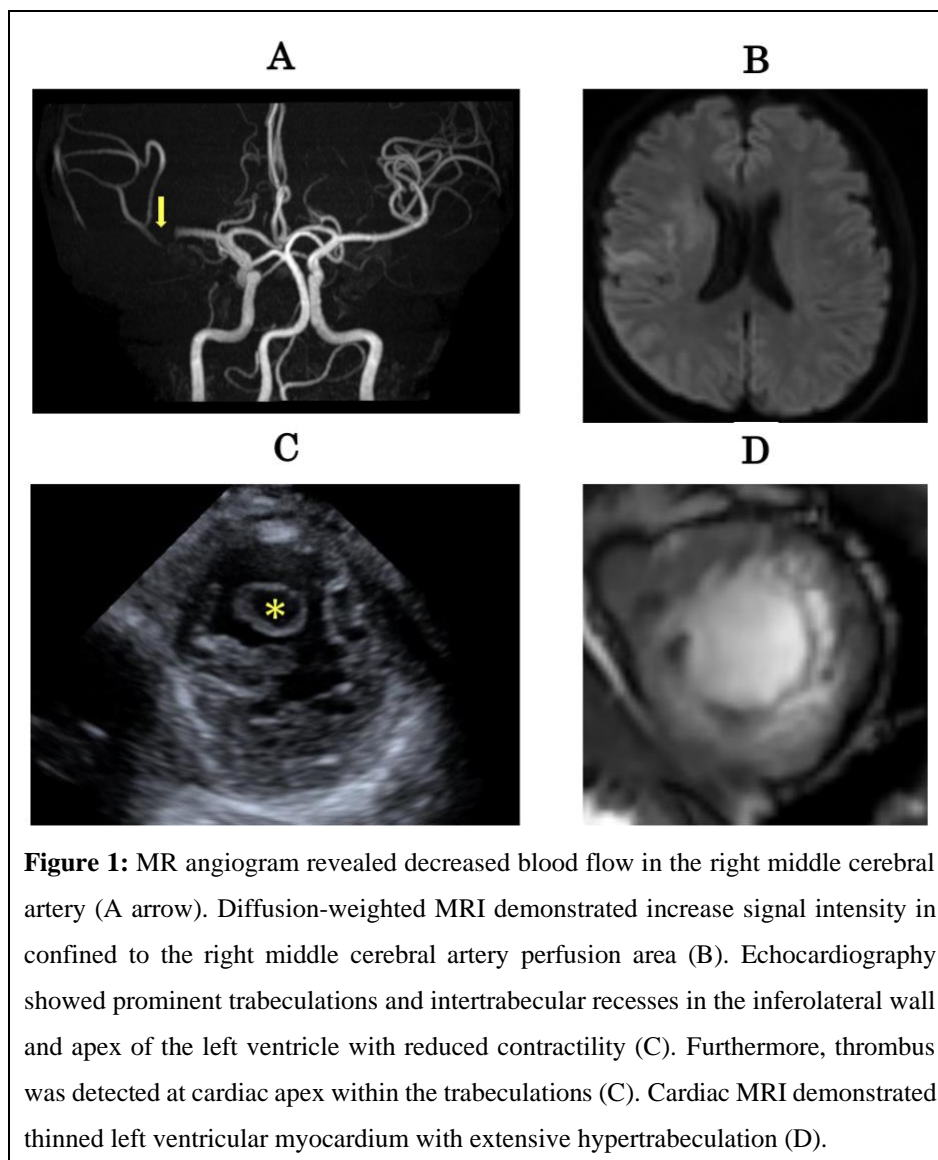 A
B
C
D
*
Figure 1: MR angiogram revealed decreased blood flow in the right middle cerebral
artery (A arrow). Diffusion-weighted MRI demonstrated increase signal intensity in
confined to the right middle cerebral artery perfusion area (B). Echocardiography
showed prominent trabeculations and intertrabecular recesses in the inferolateral wall
and apex of the left ventricle with reduced contractility (C). Furthermore, thrombus
was detected at cardiac apex within the trabeculations (C). Cardiac MRI demonstrated
thinned left ventricular myocardium with extensive hypertrabeculation (D).